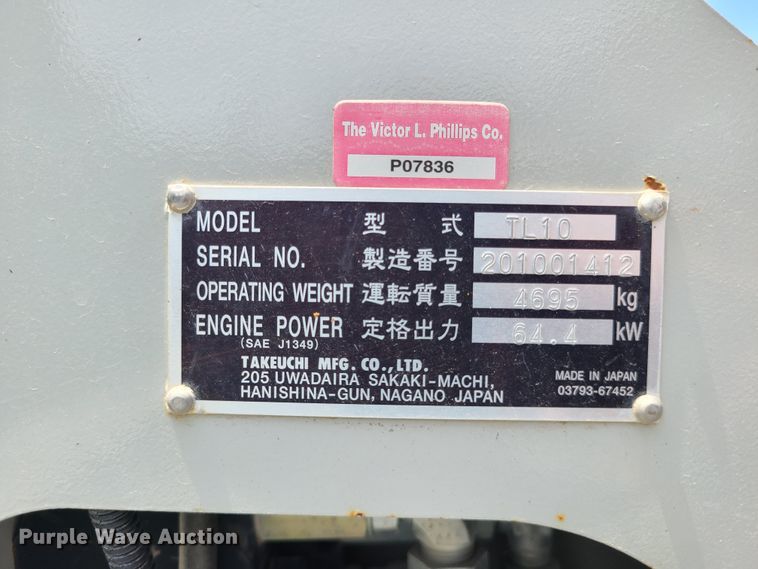 The Victor L. Phillips Co.
P07836
MODEL 型 式 TL10
SERIAL NO. 製造番号 201001412
OPERATING WEIGHT 運転質量 4695 kg
ENGINE POWER 定格出力 64.4 kW
(SAE J1349)
TAKEUCHI MFG. CO.,LTD.
205 UWADAIRA SAKAKI-MACHI,
HANISHINA-GUN, NAGANO JAPAN
MADE IN JAPAN
03793-67452
Purple Wave Auction